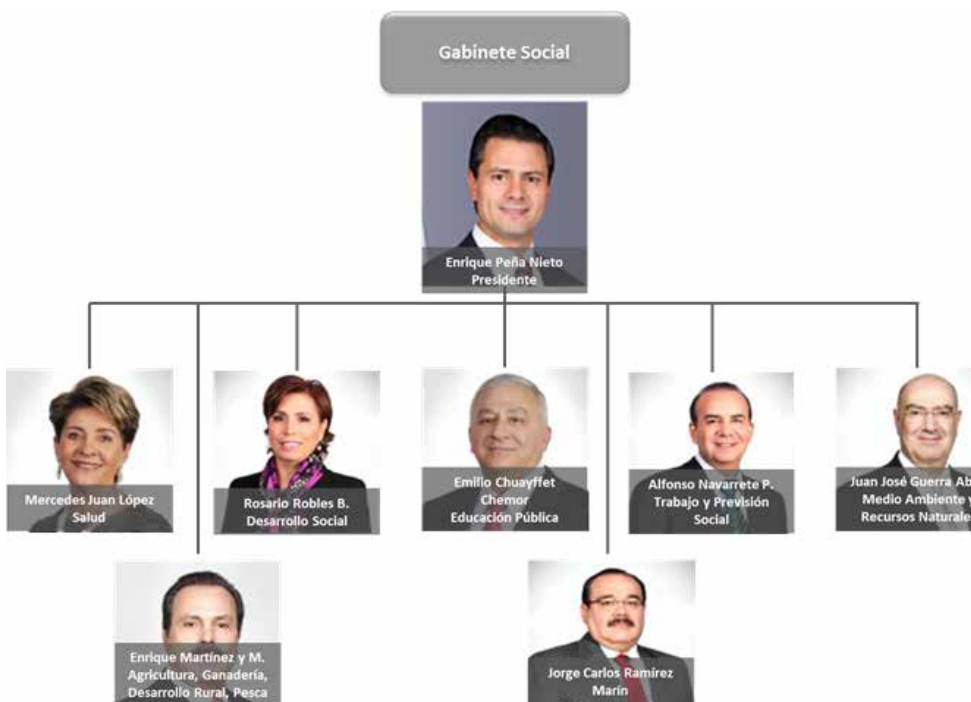 Gabinete Social
Enrique Peña Nieto
Presidente
Mercedes Juan López
Salud
Rosario Robles B.
Desarrollo Social
Emilio Chuayffet
Chemor
Educación Pública
Alfonso Navarrete P.
Trabajo y Previsión
Social
Juan José Guerra Ab
Medio Ambiente y
Recursos Naturale
Enrique Martínez y M.
Agricultura, Ganadería,
Desarrollo Rural, Pesca
Jorge Carlos Ramírez
Marín